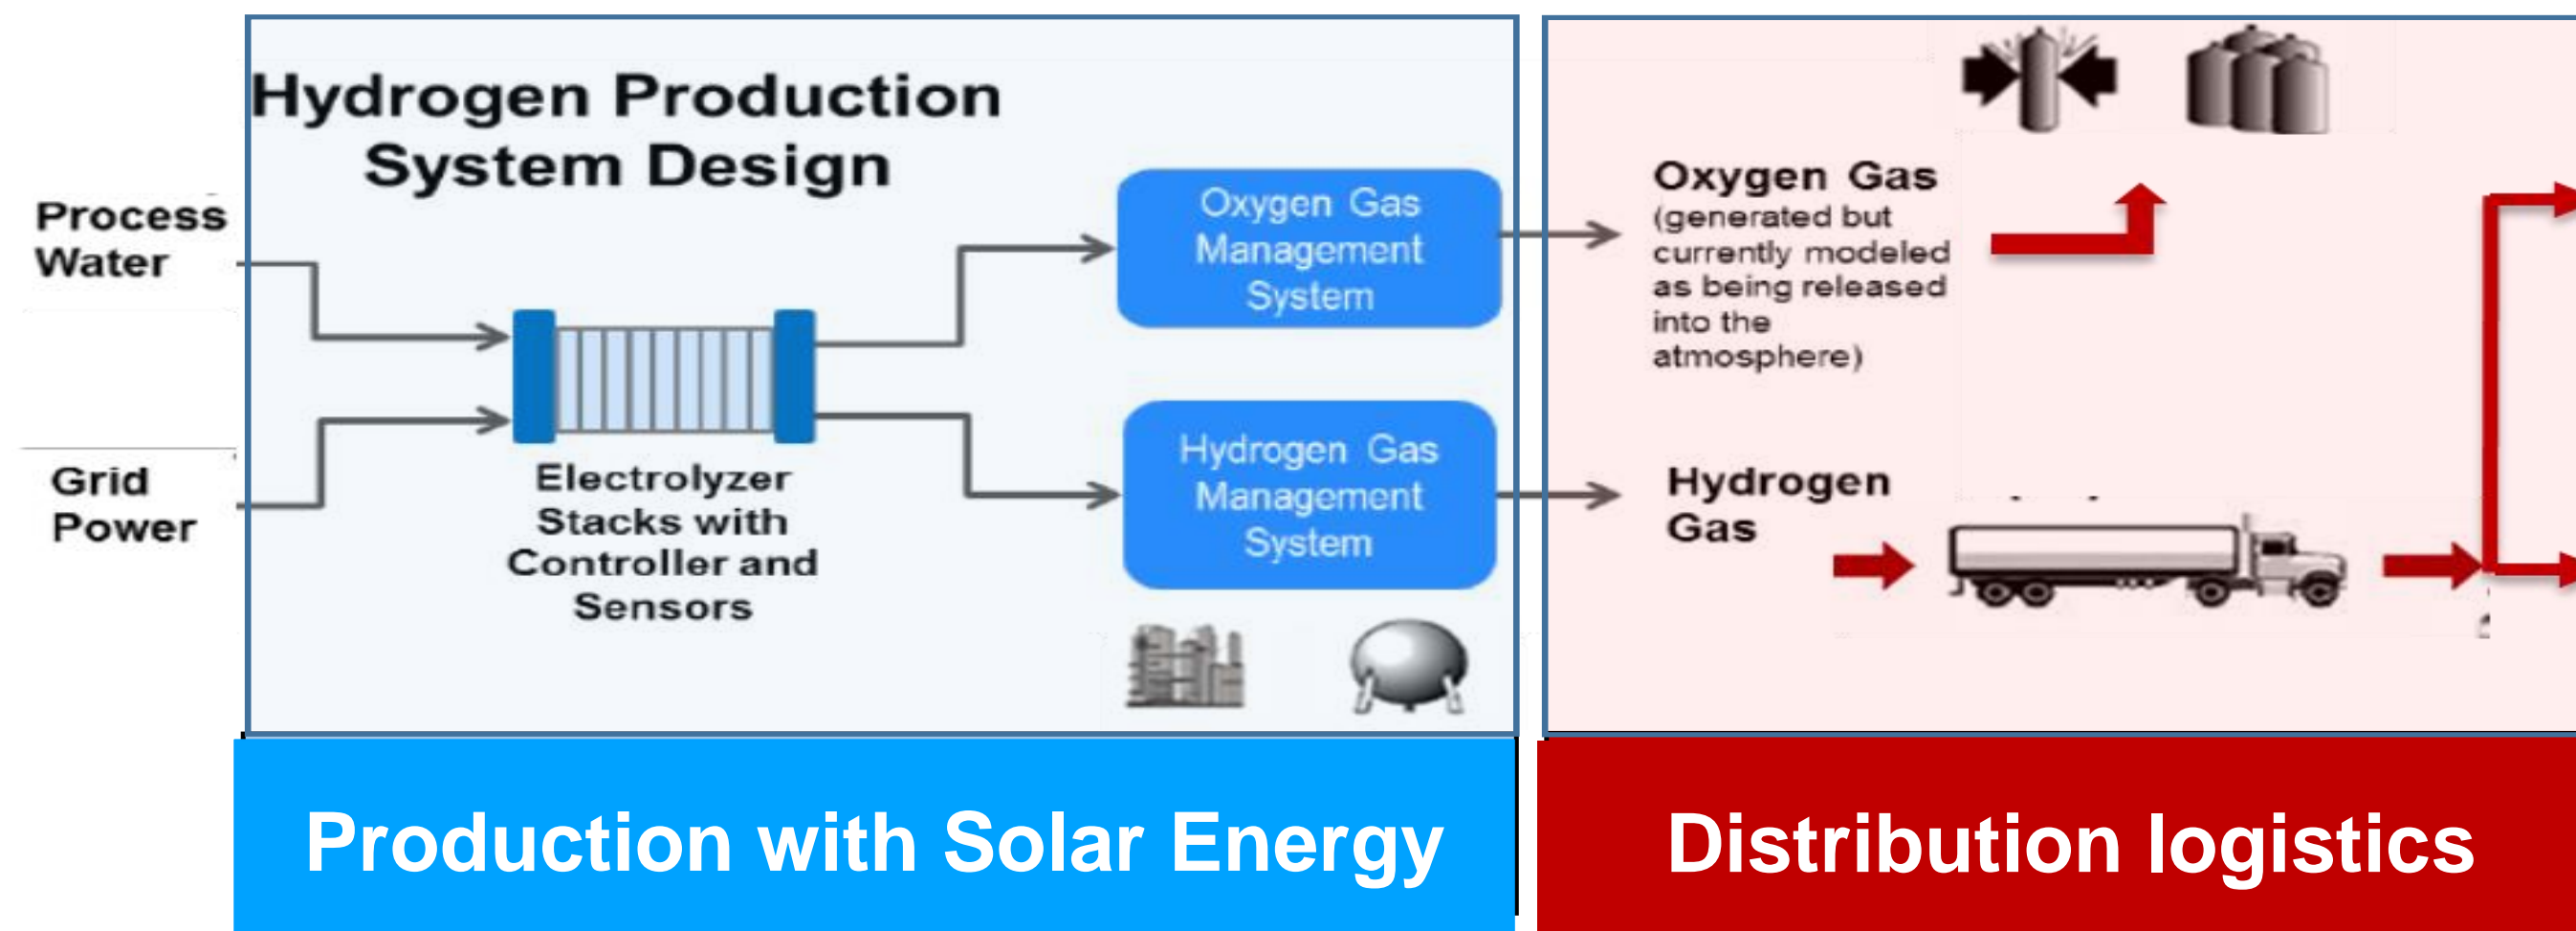 Hydrogen Production
System Design
Process
Water
Grid
Power
Electrolyzer
Stacks with
Controller and
Sensors
Oxygen Gas
Management
System
Hydrogen Gas
Management
System
Oxygen Gas
(generated but
currently modeled
as being released
into the
atmosphere)
Hydrogen
Gas
Production with Solar Energy
Distribution logistics